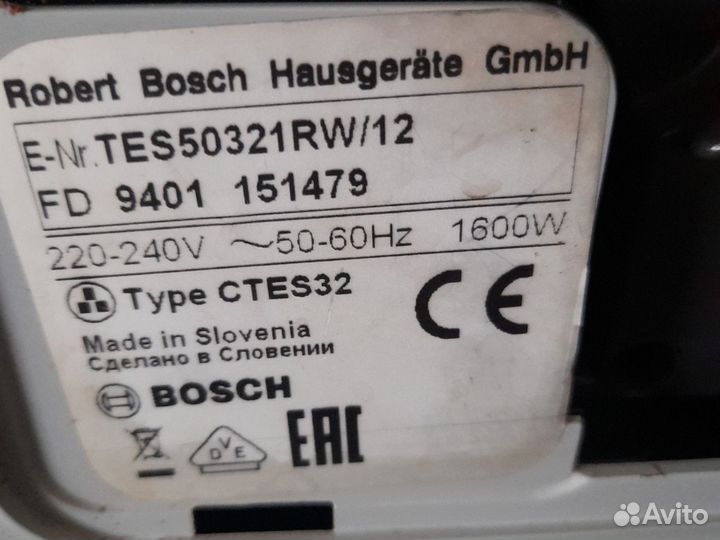 Robert Bosch Hausgeräte GmbH
E-Nr. TES50321RW/12
FD 9401 151479
220-240V ~50-60Hz 1600W
Type CTES32
CE
Made in Slovenia
Сделано в Словении
BOSCH
DVE
EAC
Avito